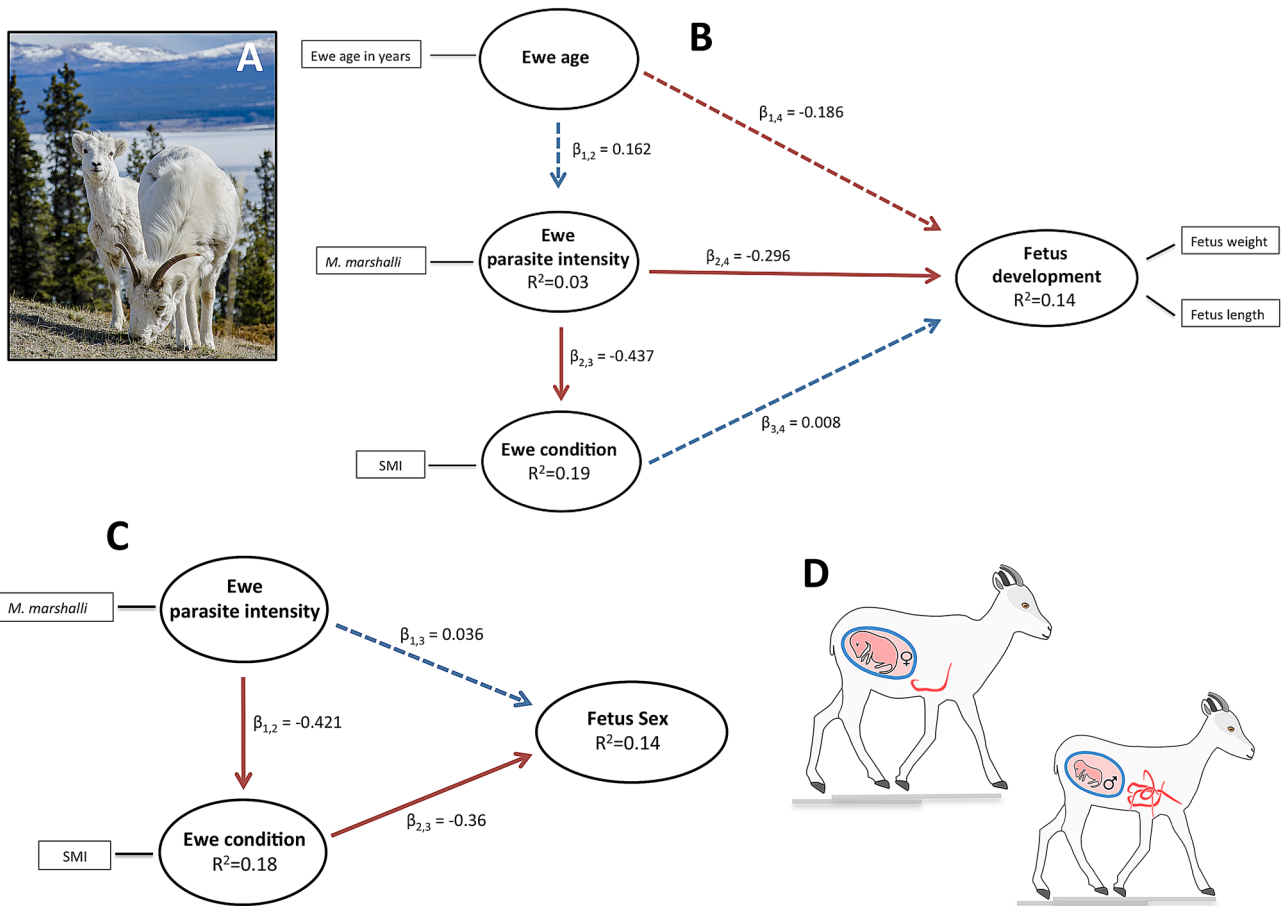 A
B
Ewe age in years
Ewe age
β1,4 = -0.186
β1,2 = 0.162
M. marshalli
Ewe
parasite intensity
R²=0.03
β2,4 = -0.296
Fetus
development
R²=0.14
Fetus weight
Fetus length
β2,3 = -0.437
SMI
Ewe condition
R²=0.19
β3,4 = 0.008
C
M. marshalli
Ewe
parasite intensity
β1,3 = 0.036
β1,2 = -0.421
Fetus Sex
R²=0.14
SMI
Ewe condition
R²=0.18
β2,3 = -0.36
D
♀
♂